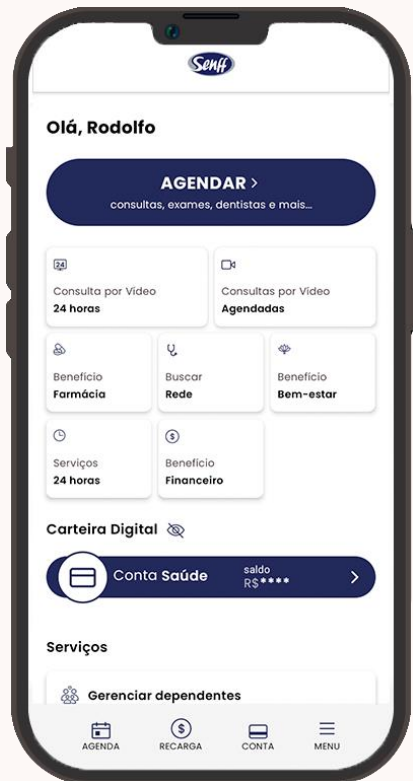 Senff
Olá, Rodolfo
AGENDAR >
consultas, exames, dentistas e mais...
24
Consulta por Vídeo
24 horas
Consultas por Vídeo
Agendadas
Benefício
Farmácia
Buscar
Rede
Benefício
Bem-estar
Serviços
24 horas
$
Benefício
Financeiro
Carteira Digital
Conta Saúde
saldo
R$****
Serviços
Gerenciar dependentes
AGENDA
$
RECARGA
CONTA
MENU